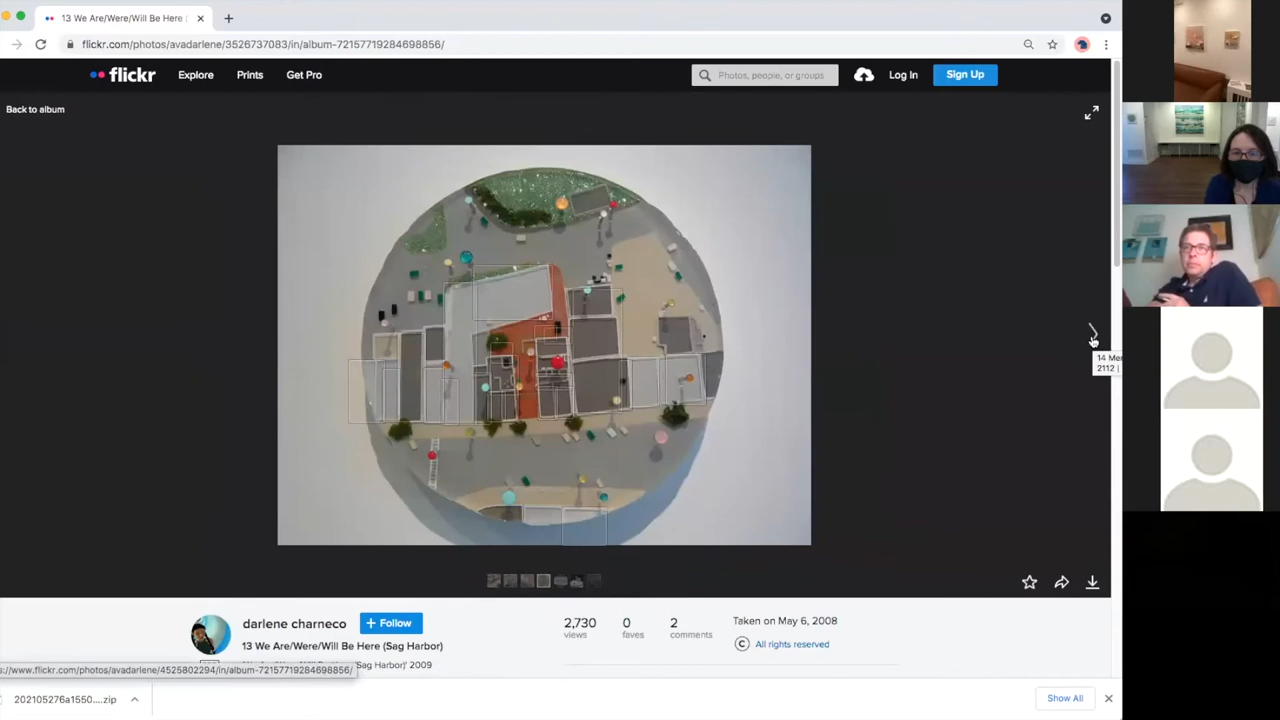 13 We Are/Were/Will Be Here (
flickr.com/photos/avadarlene/3526737083/in/album-72157719284698856/
flickr Explore Prints Get Pro Photos, people, or groups Log In Sign Up
Back to album
14 Mer
2112 |
darlene charneco + Follow
13 We Are/Were/Will Be Here (Sag Harbor)
2,730 views
0 faves
2 comments
Taken on May 6, 2008
All rights reserved
Sag Harbor)' 2009
s://www.flickr.com/photos/avadarlene/4525802294/in/album-72157719284698856/
202105276a1550....zip
Show All